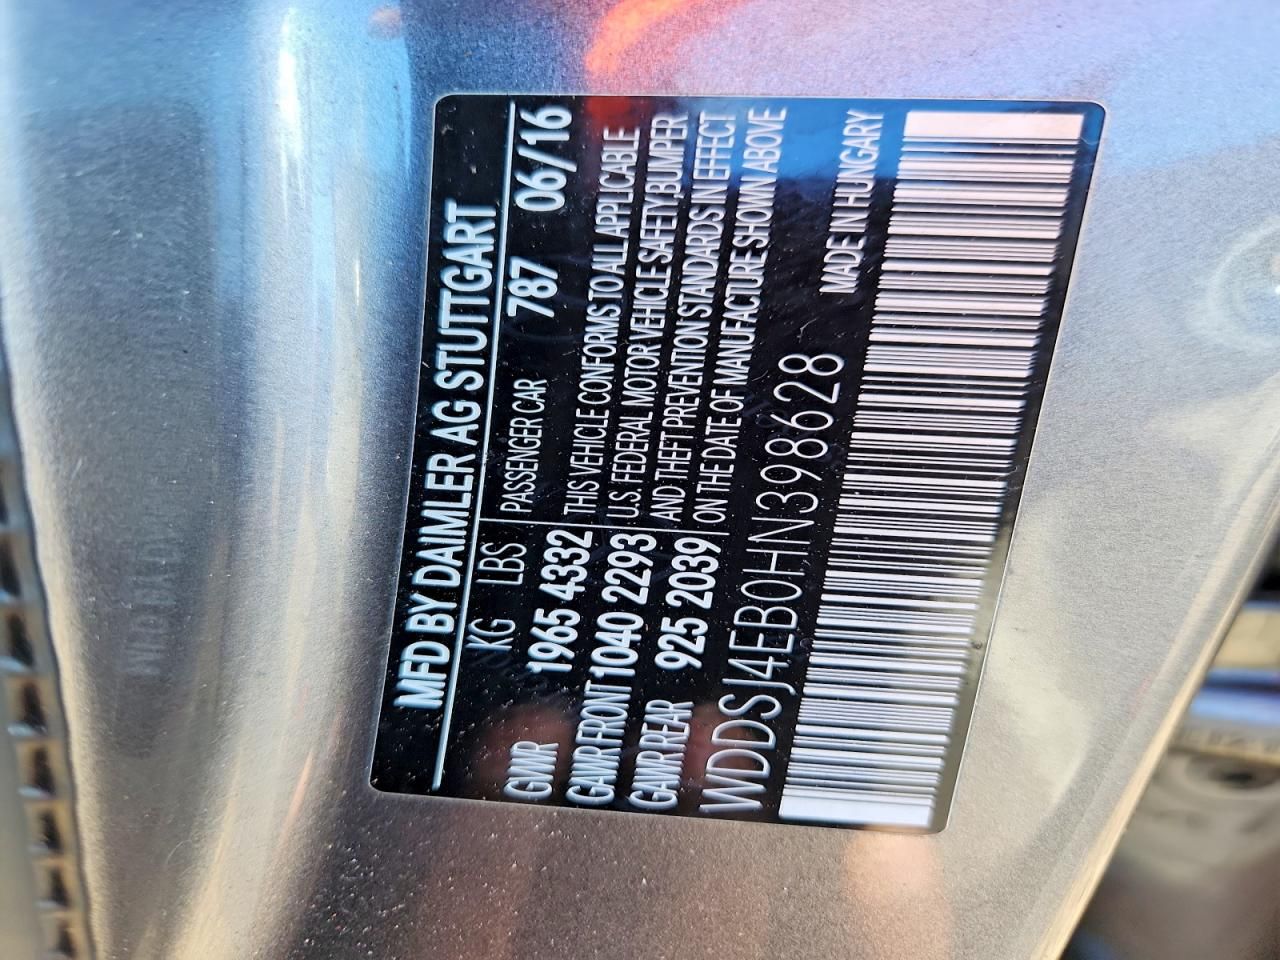 MFD BY DAIMLER AG STUTTGART
KG LBS PASSENGER CAR 787 06/16
GVWR 1965 4332 THIS VEHICLE CONFORMS TO ALL APPLICABLE
GAWR FRONT 1040 2293 U.S. FEDERAL MOTOR VEHICLE SAFETY,BUMPER
GAWR REAR 925 2039 AND THEFT PREVENTION STANDARDS IN EFFECT
ON THE DATE OF MANUFACTURE SHOWN ABOVE
WDDSJ4EB0HN398628 MADE IN HUNGARY